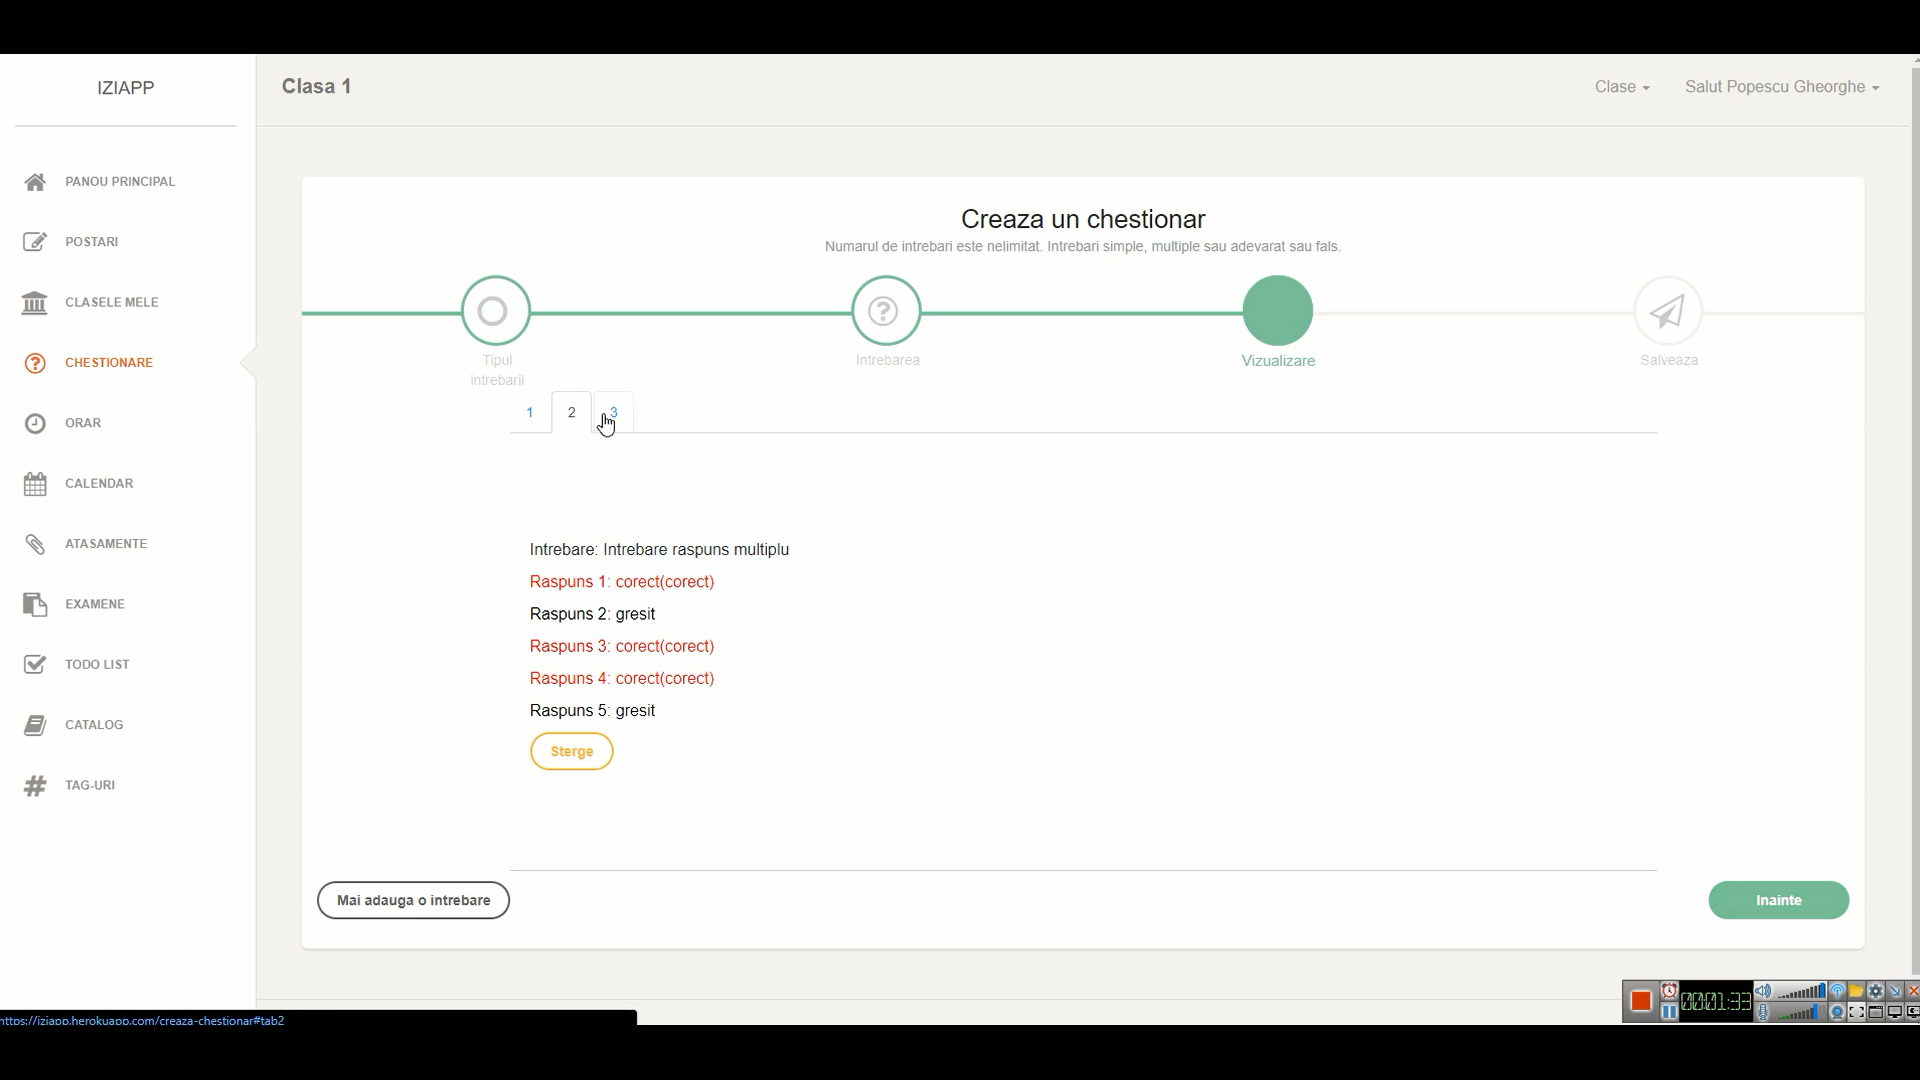 IZIAPP
Clasa 1
Clase
Salut Popescu Gheorghe
PANOU PRINCIPAL
POSTARI
CLASELE MELE
CHESTIONARE
ORAR
CALENDAR
ATASAMENTE
EXAMENE
TODO LIST
CATALOG
TAG-URI
Creaza un chestionar
Numarul de intrebari este nelimitat. Intrebari simple, multiple sau adevarat sau fals.
Tipul
intrebarii
Intrebarea
Vizualizare
Salveaza
1
2
3
Intrebare: Intrebare raspuns multiplu
Raspuns 1: corect(corect)
Raspuns 2: gresit
Raspuns 3: corect(corect)
Raspuns 4: corect(corect)
Raspuns 5: gresit
Sterge
Mai adauga o intrebare
Inainte
00:01:33
https://iziapp.herokuapp.com/creaza-chestionar#tab2